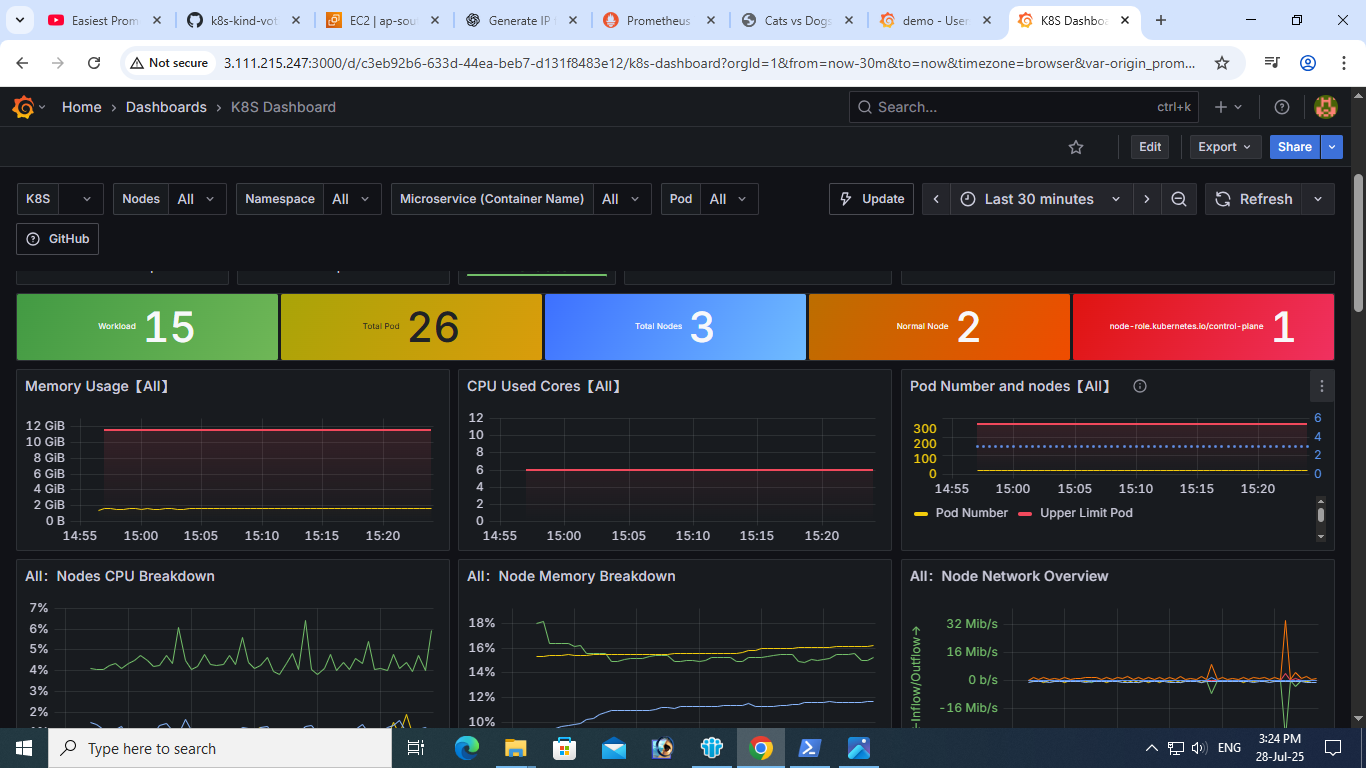 Easiest Prom
k8s-kind-vot
EC2 | ap-sou
Generate IP
Prometheus
Cats vs Dogs
demo - User
K8S Dashboa
Not secure
3.111.215.247:3000/d/c3eb92b6-633d-44ea-beb7-d131f8483e12/k8s-dashboard?orgId=1&from=now-30m&to=now&timezone=browser&var-origin_prom...
Home › Dashboards › K8S Dashboard
Search... ctrl+k
Edit Export Share
K8S Nodes All Namespace All Microservice (Container Name) All Pod All Update Last 30 minutes Refresh
GitHub
Workload 15 Total Pod 26 Total Nodes 3 Normal Node 2 node-role.kubernetes.io/control-plane 1
Memory Usage【All】
12 GiB
10 GiB
8 GiB
6 GiB
4 GiB
2 GiB
0 B
14:55 15:00 15:05 15:10 15:15 15:20
CPU Used Cores【All】
12
10
8
6
4
2
0
14:55 15:00 15:05 15:10 15:15 15:20
Pod Number and nodes【All】
300
200
100
0
6
4
2
0
14:55 15:00 15:05 15:10 15:15 15:20
Pod Number Upper Limit Pod
All：Nodes CPU Breakdown
7%
6%
5%
4%
3%
2%
All：Node Memory Breakdown
18%
16%
14%
12%
10%
All：Node Network Overview
←Inflow/Outflow→
32 Mib/s
16 Mib/s
0 b/s
-16 Mib/s
Type here to search
ENG
3:24 PM
28-Jul-25